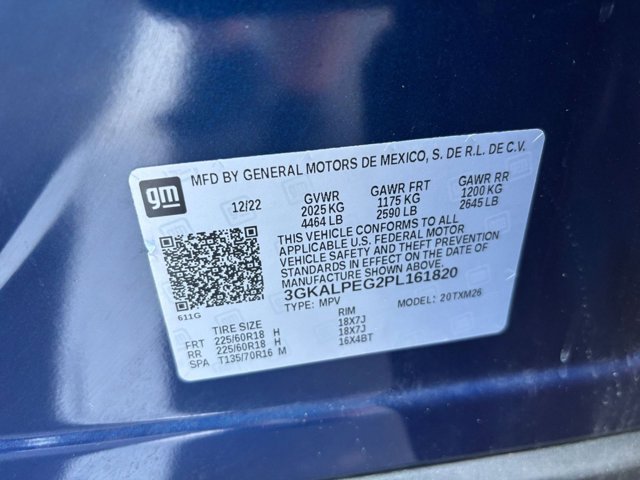 gm
MFD BY GENERAL MOTORS DE MEXICO, S. DE R.L. DE C.V.
12/22 GVWR GAWR FRT GAWR RR
2025 KG 1175 KG 1200 KG
4464 LB 2590 LB 2645 LB
THIS VEHICLE CONFORMS TO ALL
APPLICABLE U.S. FEDERAL MOTOR
VEHICLE SAFETY AND THEFT PREVENTION
STANDARDS IN EFFECT ON THE DATE OF
MANUFACTURE SHOWN ABOVE.
3GKALPEG2PL161820
611G
TYPE: MPV MODEL: 20TXM26
TIRE SIZE RIM
FRT 225/60R18 H 18X7J
RR 225/60R18 H 18X7J
SPA T135/70R16 M 16X4BT